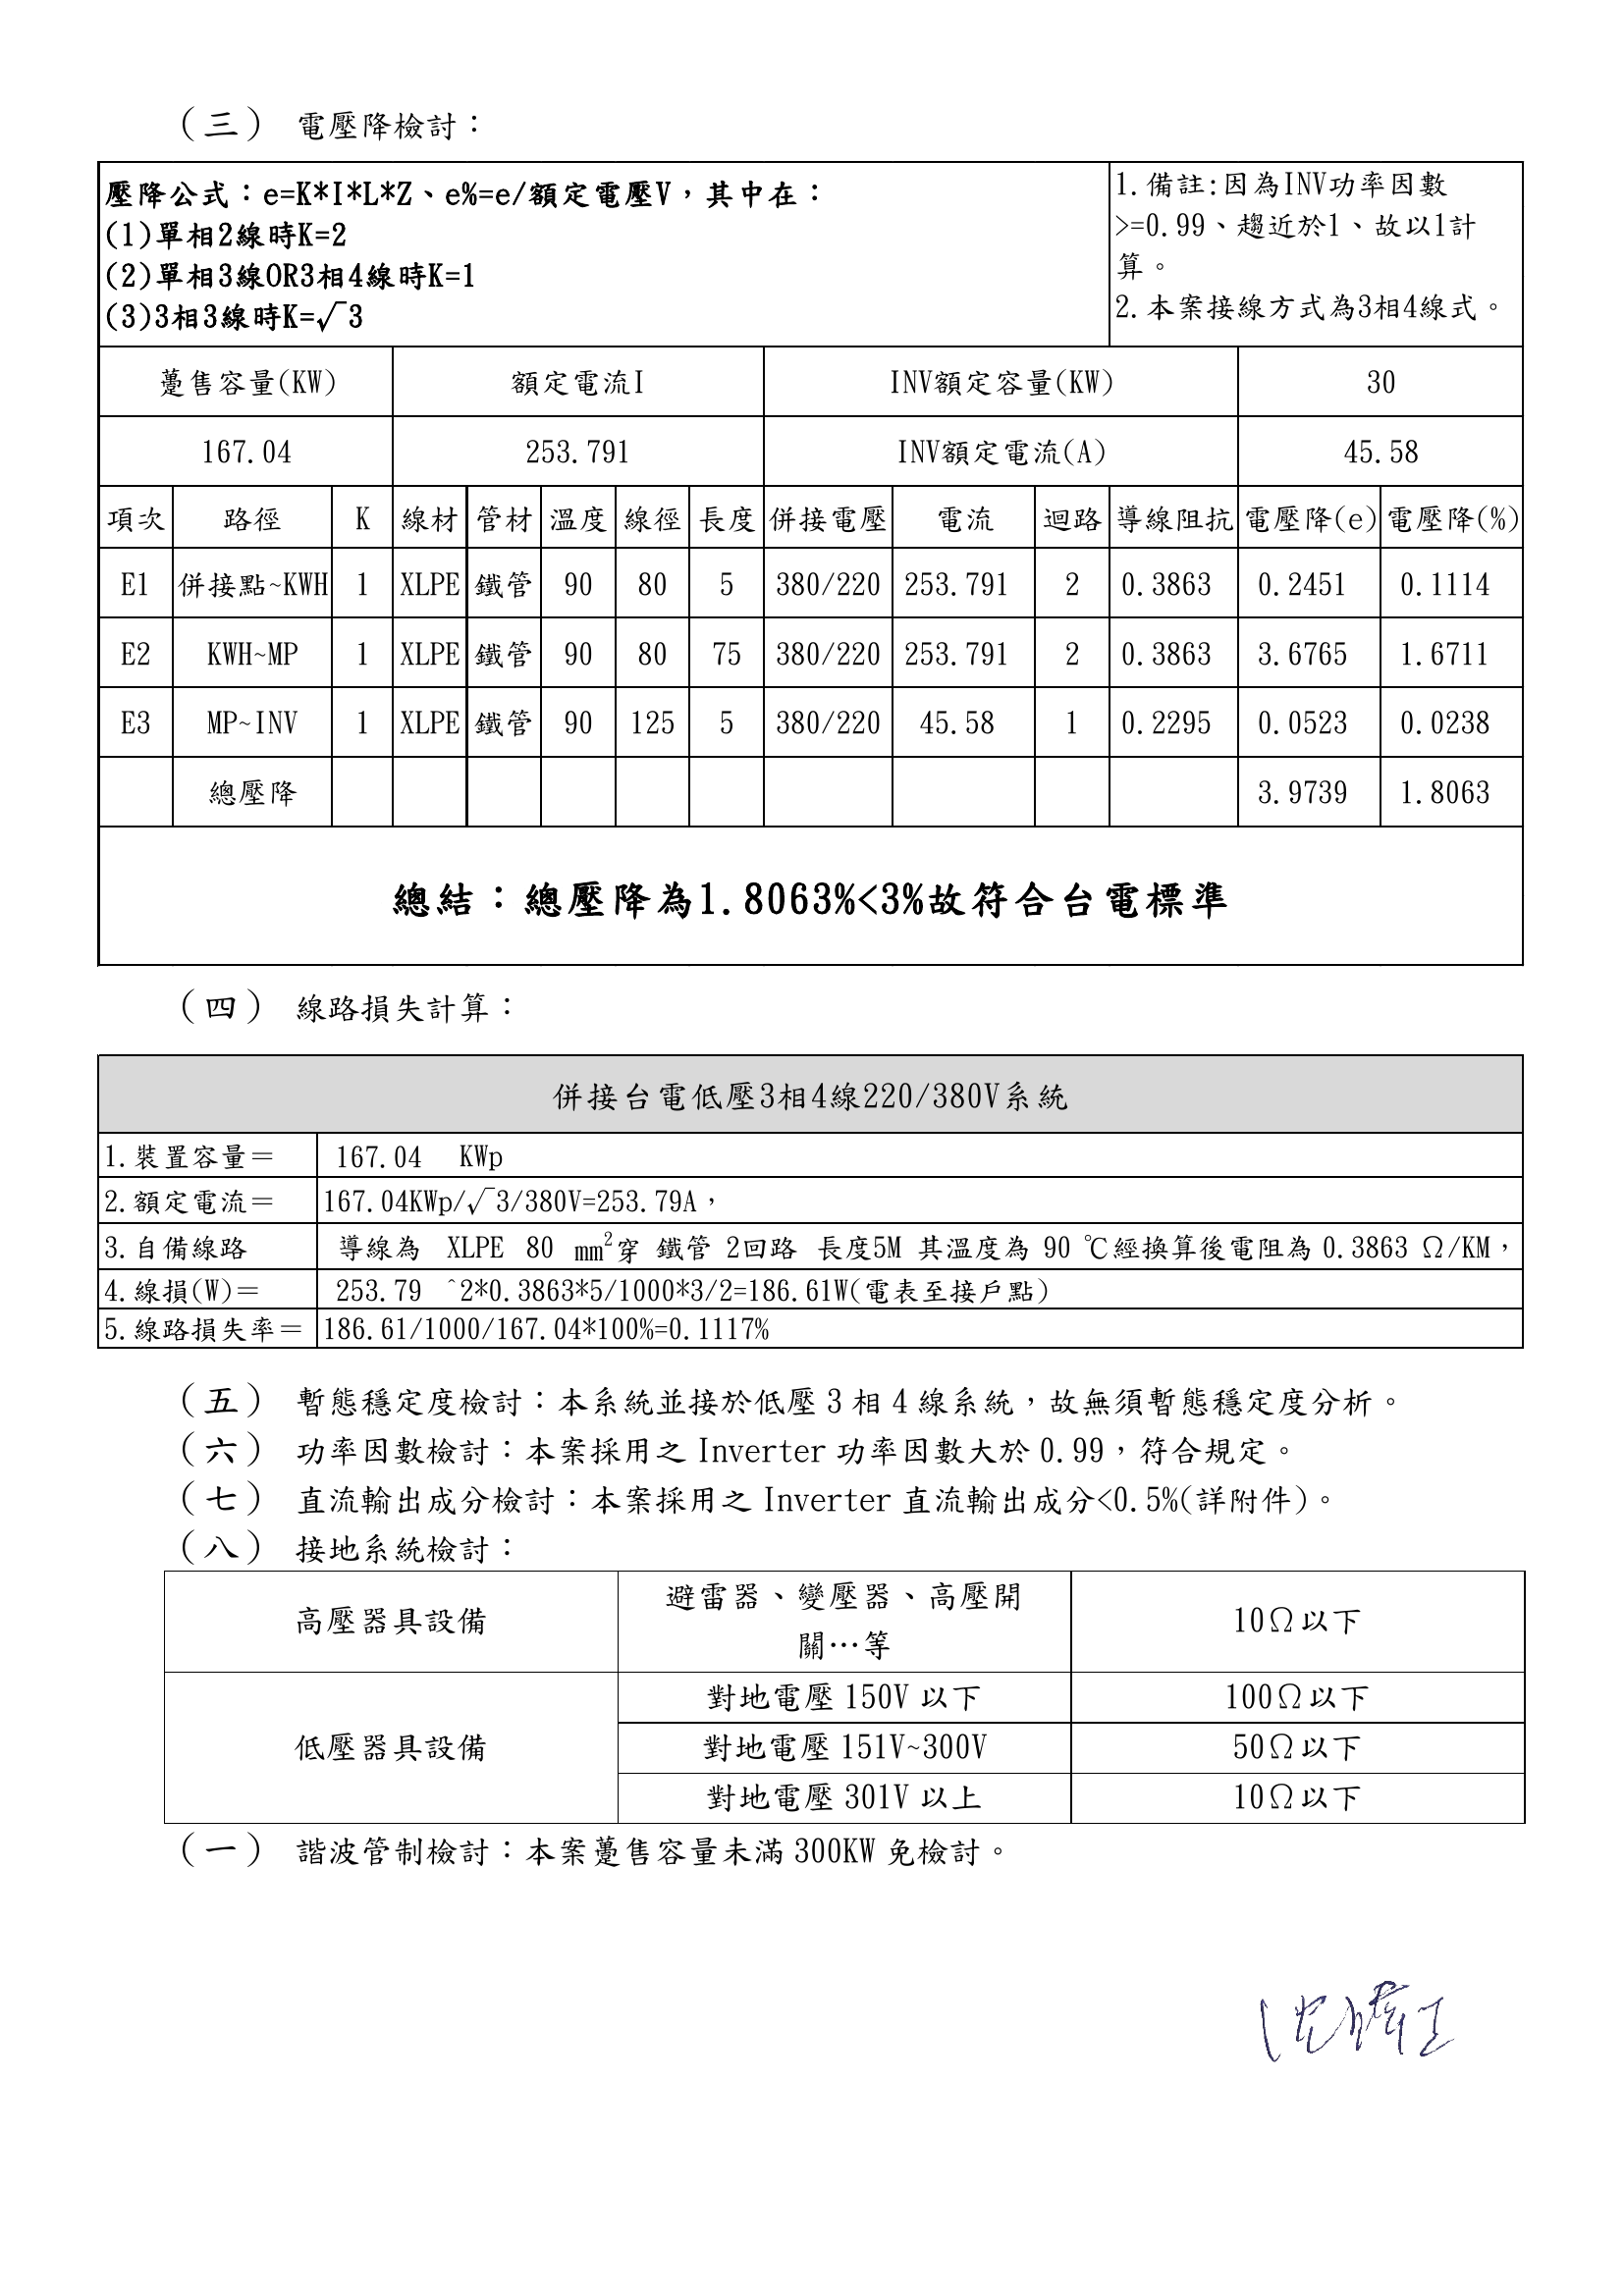 （三） 電壓降檢討：
壓降公式：e=K*I*L*Z、e%=e/額定電壓V，其中在：
(1)單相2線時K=2
(2)單相3線OR3相4線時K=1
(3)3相3線時K=√3
1.備註:因為INV功率因數
>=0.99、趨近於1、故以1計
算。
2.本案接線方式為3相4線式。
躉售容量(KW) 額定電流I INV額定容量(KW) 30
167.04 253.791 INV額定電流(A) 45.58
項次 路徑 K 線材 管材 溫度 線徑 長度 併接電壓 電流 迴路 導線阻抗 電壓降(e) 電壓降(%)
E1 併接點~KWH 1 XLPE 鐵管 90 80 5 380/220 253.791 2 0.3863 0.2451 0.1114
E2 KWH~MP 1 XLPE 鐵管 90 80 75 380/220 253.791 2 0.3863 3.6765 1.6711
E3 MP~INV 1 XLPE 鐵管 90 125 5 380/220 45.58 1 0.2295 0.0523 0.0238
總壓降 3.9739 1.8063
總結：總壓降為1.8063%<3%故符合台電標準
（四） 線路損失計算：
併接台電低壓3相4線220/380V系統
1.裝置容量＝ 167.04 KWp
2.額定電流＝ 167.04KWp/√3/380V=253.79A，
3.自備線路 導線為 XLPE 80 mm²穿 鐵管 2回路 長度5M 其溫度為 90 ℃經換算後電阻為 0.3863 Ω/KM，
4.線損(W)＝ 253.79 ^2*0.3863*5/1000*3/2=186.61W(電表至接戶點)
5.線路損失率＝ 186.61/1000/167.04*100%=0.1117%
（五） 暫態穩定度檢討：本系統並接於低壓 3 相 4 線系統，故無須暫態穩定度分析。
（六） 功率因數檢討：本案採用之 Inverter 功率因數大於 0.99，符合規定。
（七） 直流輸出成分檢討：本案採用之 Inverter 直流輸出成分<0.5%(詳附件)。
（八） 接地系統檢討：
高壓器具設備 避雷器、變壓器、高壓開 10Ω以下
關…等
低壓器具設備 對地電壓 150V 以下 100Ω以下
對地電壓 151V~300V 50Ω以下
對地電壓 301V 以上 10Ω以下
（一） 諧波管制檢討：本案躉售容量未滿 300KW 免檢討。